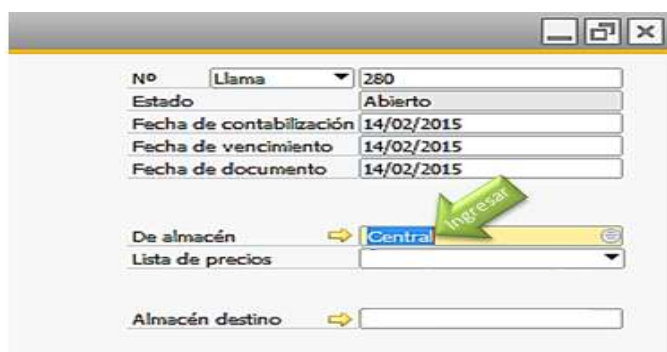 Nº Llama 280
Estado Abierto
Fecha de contabilización 14/02/2015
Fecha de vencimiento 14/02/2015
Fecha de documento 14/02/2015
Ingresar
De almacén Central
Lista de precios
Almacén destino